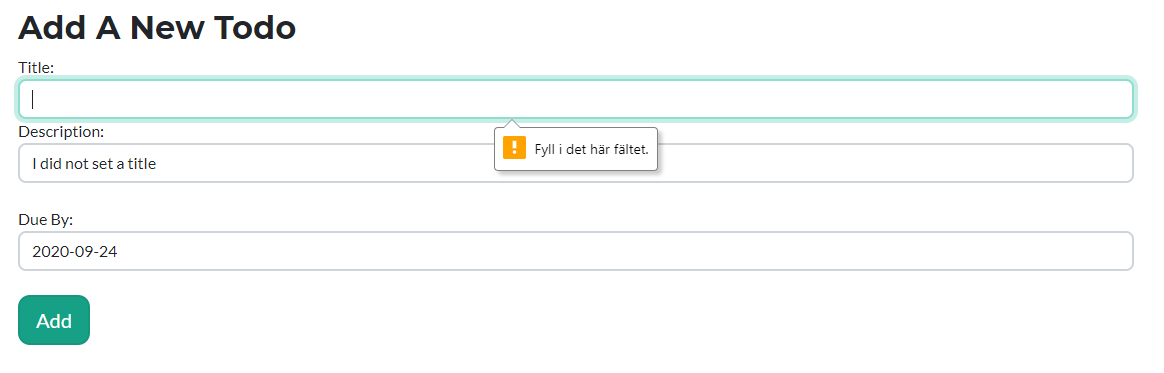 Add A New Todo
Title:
Description:
! Fyll i det här fältet.
I did not set a title
Due By:
2020-09-24
Add